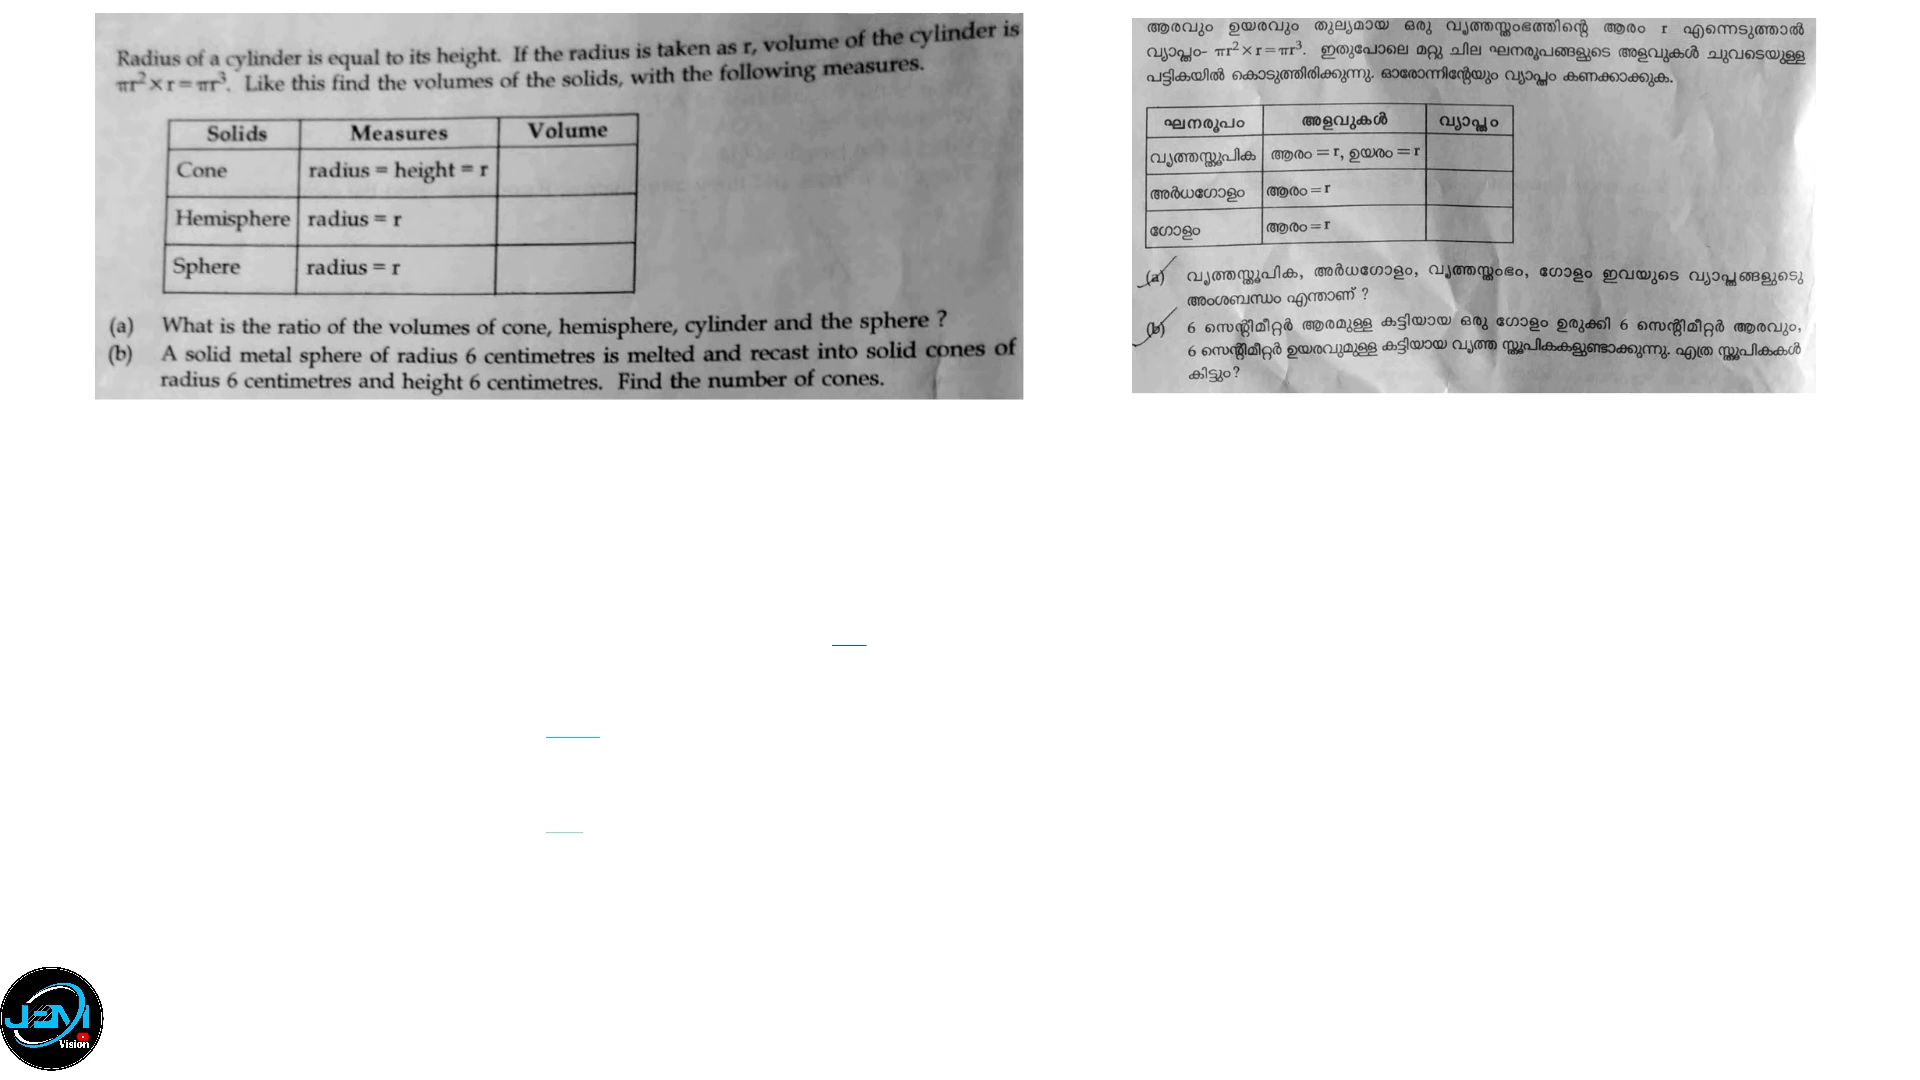 Radius of a cylinder is equal to its height. If the radius is taken as r, volume of the cylinder is
πr²×r=πr³. Like this find the volumes of the solids, with the following measures.
Solids Measures Volume
Cone radius = height = r
Hemisphere radius = r
Sphere radius = r
(a) What is the ratio of the volumes of cone, hemisphere, cylinder and the sphere ?
(b) A solid metal sphere of radius 6 centimetres is melted and recast into solid cones of
radius 6 centimetres and height 6 centimetres. Find the number of cones.
ആരവും ഉയരവും തുല്യമായ ഒരു വൃത്തസ്തംഭത്തിന്റെ ആരം r എന്നെടുത്താൽ
വ്യാപ്തം- πr²×r=πr³. ഇതുപോലെ മറ്റു ചില ഘനരൂപങ്ങളുടെ അളവുകൾ ചുവടെയുള്ള
പട്ടികയിൽ കൊടുത്തിരിക്കുന്നു. ഓരോന്നിന്റേയും വ്യാപ്തം കണക്കാക്കുക.
ഘനരൂപം അളവുകൾ വ്യാപ്തം
വൃത്തസ്തൂപിക ആരം =r, ഉയരം =r
അർധഗോളം ആരം =r
ഗോളം ആരം =r
(a) വൃത്തസ്തൂപിക, അർധഗോളം, വൃത്തസ്തംഭം, ഗോളം ഇവയുടെ വ്യാപ്തങ്ങളുടെു
അംശബന്ധം എന്താണ് ?
(b) 6 സെന്റിമീറ്റർ ആരമുള്ള കട്ടിയായ ഒരു ഗോളം ഉരുക്കി 6 സെന്റിമീറ്റർ ആരവും,
6 സെന്റിമീറ്റർ ഉയരവുമുള്ള കട്ടിയായ വൃത്ത സ്തൂപികകളുണ്ടാക്കുന്നു. എത്ര സ്തൂപികകൾ
കിട്ടും?
JEM
Vision